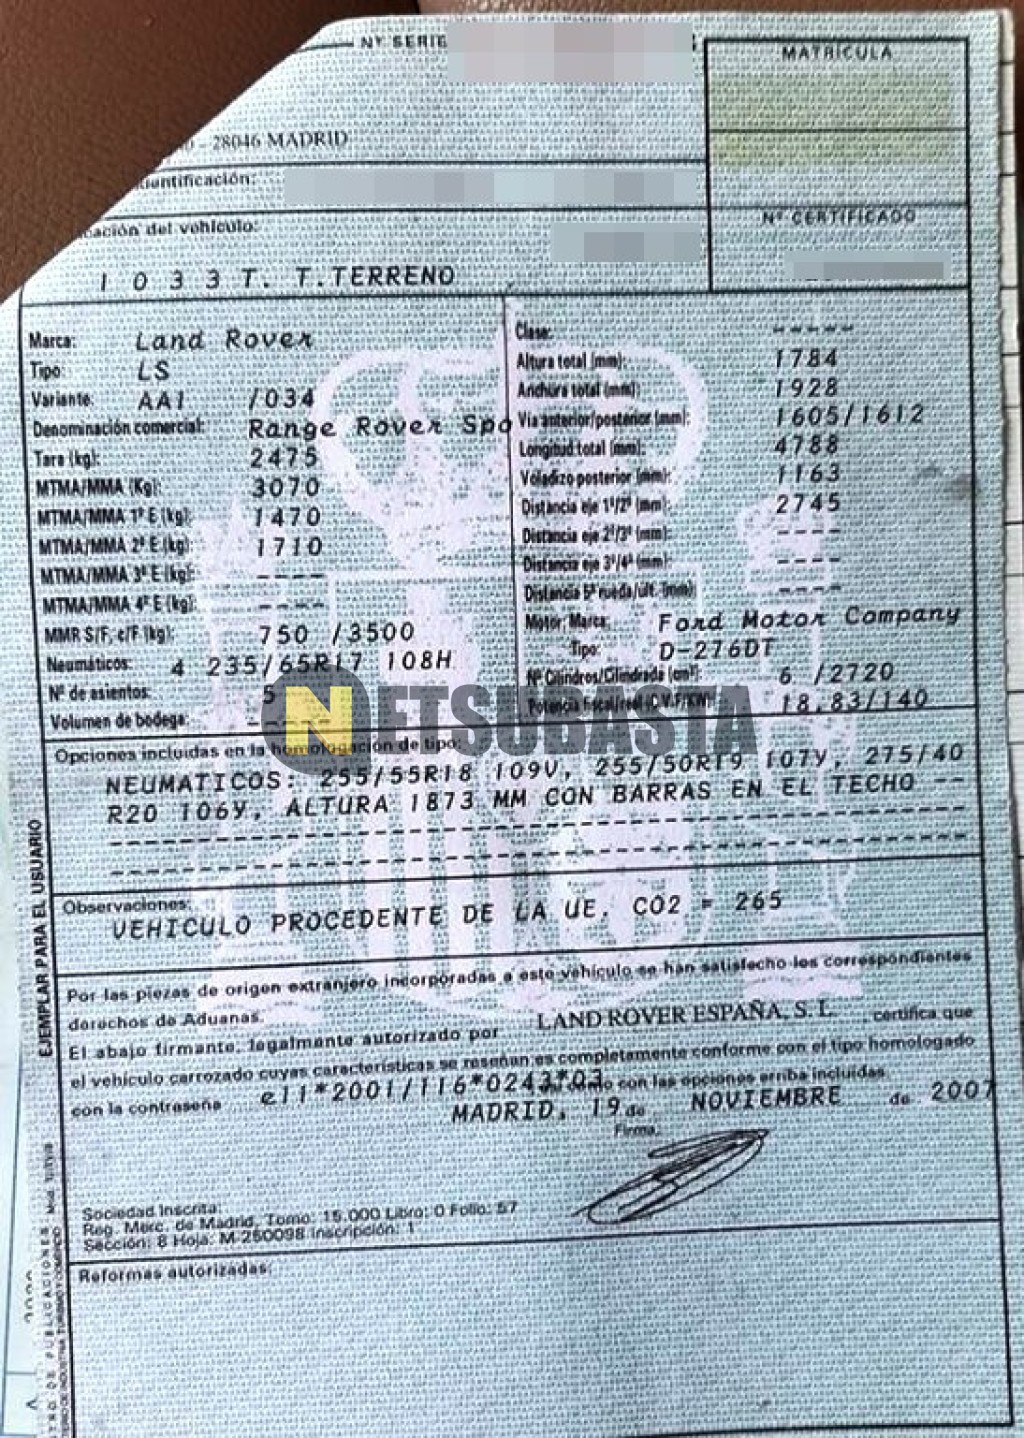 Nº SERIE
MATRÍCULA
- 28046 MADRID
identificación:
Nº CERTIFICADO
cación del vehículo:
1 0 3 3 T. T.TERRENO
Marca: Land Rover
Tipo: LS
Variante: AA1 /034
Denominación comercial: Range Rover Spo
Tara (kg): 2475
MTMA/MMA (Kg): 3070
MTMA/MMA 1º E (kg): 1470
MTMA/MMA 2º E (kg): 1710
MTMA/MMA 3º E (kg): ----
MTMA/MMA 4º E (kg): ----
MMR S/F, c/F (kg): 750 /3500
Neumáticos: 4 235/65R17 108H
Nº de asientos: 5
Volumen de bodega: -----
Clase: -----
Altura total (mm): 1784
Anchura total (mm): 1928
Via anterior/posterior (mm): 1605/1612
Longitud total (mm): 4788
Voladizo posterior (mm): 1163
Distancia eje 1º/2º (mm): 2745
Distancia eje 2º/3º (mm): ----
Distancia eje 3º/4º (mm): ----
Distancia 5ª rueda/ult. (mm): ----
Motor: Marca: Ford Motor Company
Tipo: D-276DT
Nº Cilindros/Cilindrada (cm³): 6 /2720
Potencia fiscal/real (C.V.F/KW): 18,83/140
NETSUBASTA
Opciones incluidas en la homologación de tipo:
NEUMATICOS: 255/55R18 109V, 255/50R19 107Y, 275/40
R20 106Y, ALTURA 1873 MM CON BARRAS EN EL TECHO --
Observaciones:
VEHICULO PROCEDENTE DE LA UE. CO2 = 265
Por las piezas de origen extranjero incorporadas a este vehículo se han satisfecho los correspondientes
derechos de Aduanas.
El abajo firmante, legalmente autorizado por LAND ROVER ESPAÑA, S. L. , certifica que
el vehículo carrozado cuyas características se reseñan es completamente conforme con el tipo homologado
con la contraseña e11*2001/116*0243*03 con las opciones arriba incluidas.
MADRID, 19 de NOVIEMBRE de 2007
Firma:
Sociedad Inscrita:
Reg. Merc. de Madrid, Tomo: 15.000 Libro: 0 Folio: 57
Sección: 8 Hoja: M-250098 Inscripción: 1
Reformas autorizadas:
EJEMPLAR PARA EL USUARIO